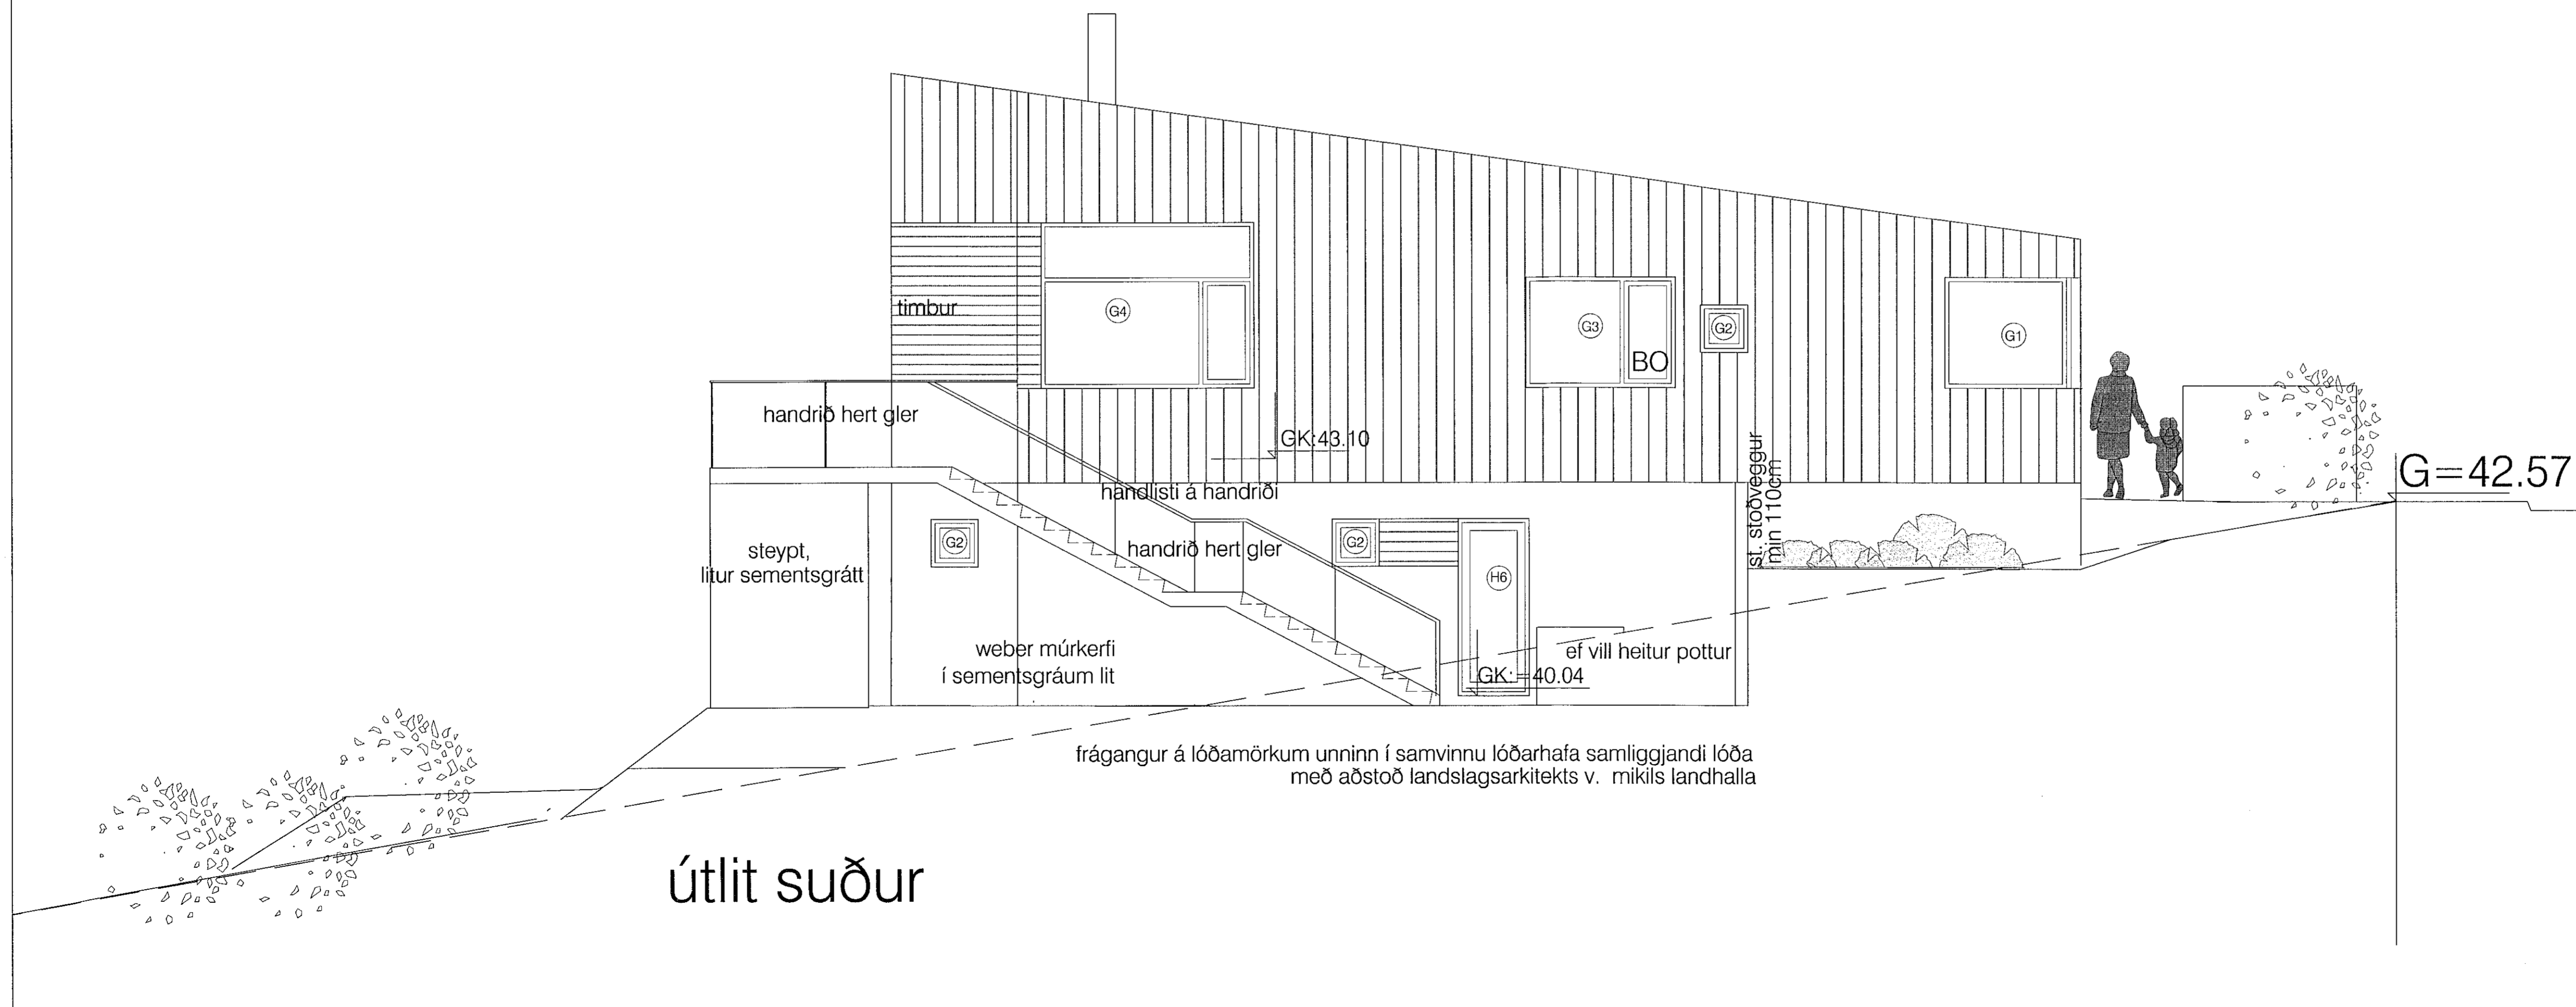 timbur
G4
G3
BO
G2
G1
handrið hert gler
GK:43.10
handlisti á handriði
st. stoðveggur
min 110cm
G=42.57
steypt,
litur sementsgrátt
G2
handrið hert gler
G2
H6
weber múrkerfi
í sementsgráum lit
ef vill heitur pottur
GK:=40.04
frágangur á lóðamörkum unninn í samvinnu lóðarhafa samliggjandi lóða
með aðstoð landslagsarkitekts v. mikils landhalla
útlit suður